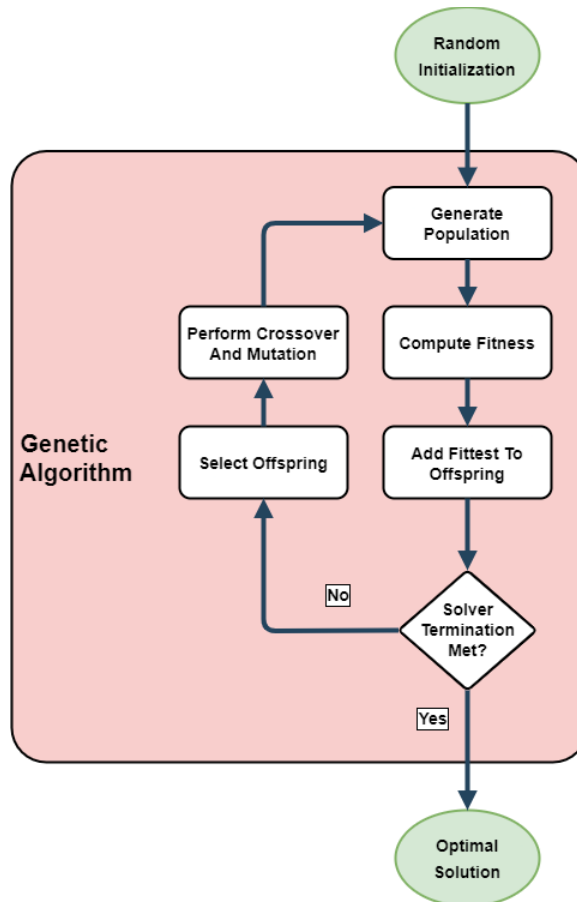 Random
Initialization
Generate
Population
Perform Crossover
And Mutation
Compute Fitness
Genetic
Algorithm
Select Offspring
Add Fittest To
Offspring
No
Solver
Termination
Met?
Yes
Optimal
Solution